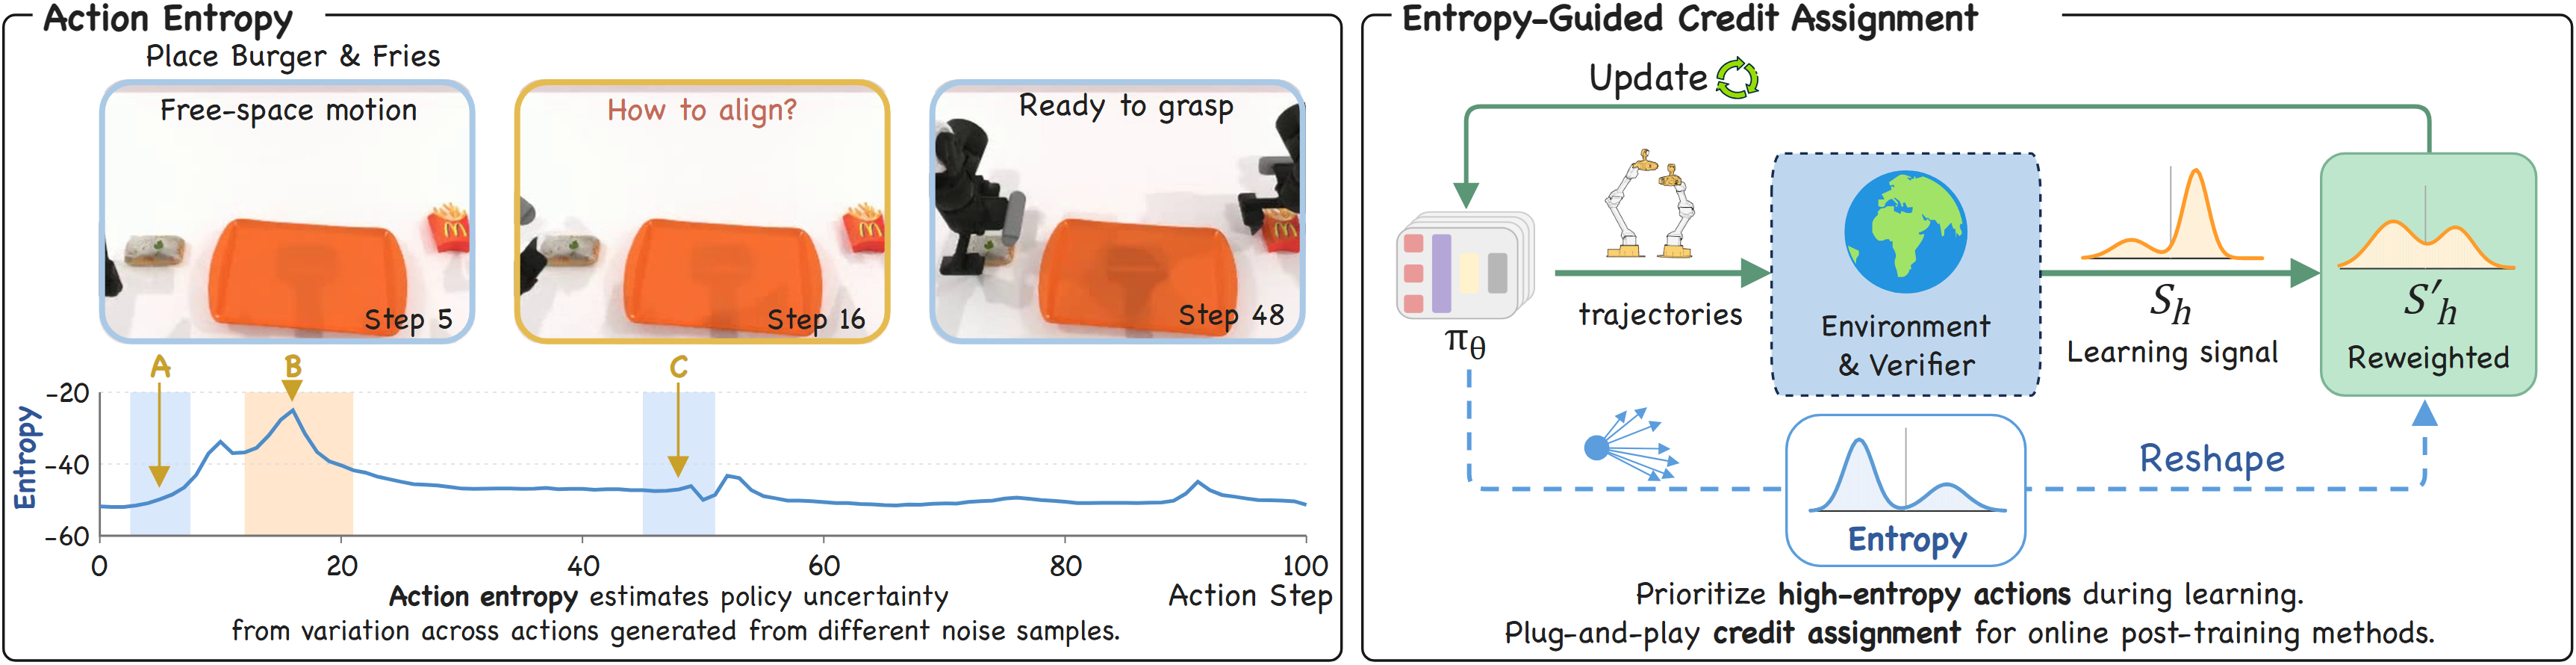 Action Entropy
Place Burger & Fries
Free-space motion
Step 5
How to align?
Step 16
Ready to grasp
Step 48
A
B
C
Entropy
-20
-40
-60
0
20
40
60
80
100
Action Step
Action entropy estimates policy uncertainty
from variation across actions generated from different noise samples.
Entropy-Guided Credit Assignment
Update
πθ
trajectories
Environment
& Verifier
Sh
Learning signal
S′h
Reweighted
Entropy
Reshape
Prioritize high-entropy actions during learning.
Plug-and-play credit assignment for online post-training methods.